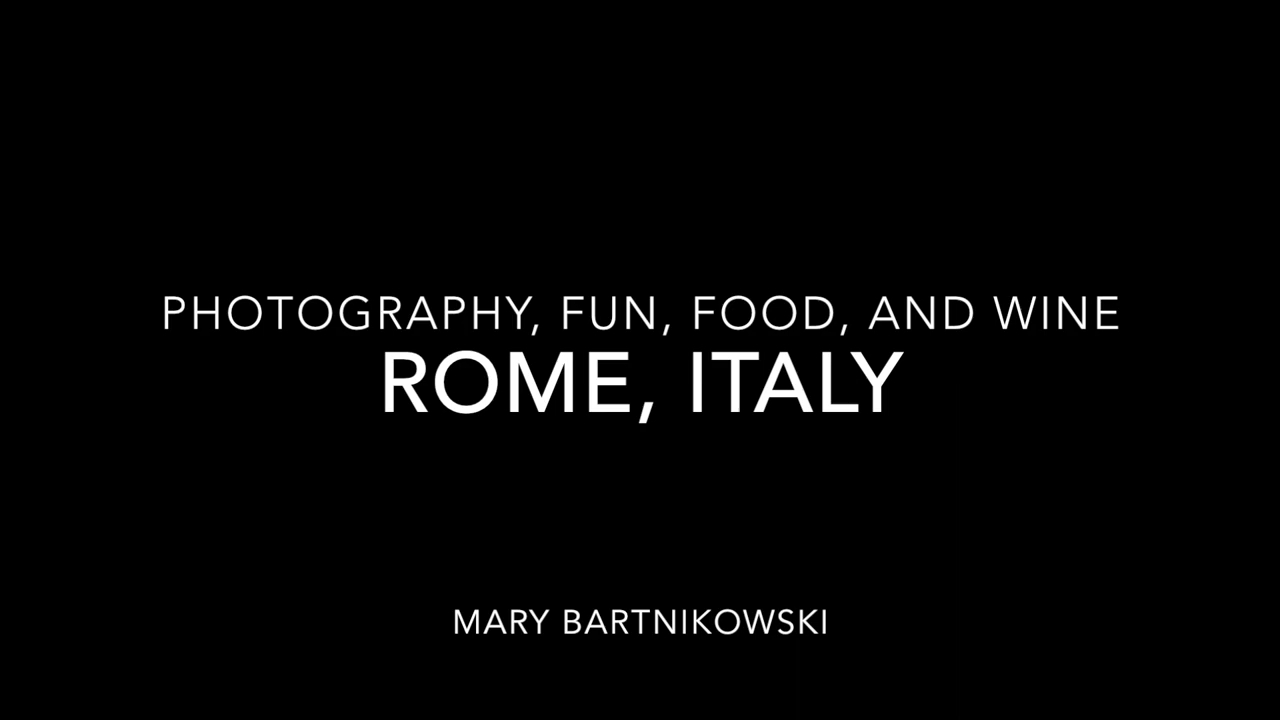 PHOTOGRAPHY, FUN, FOOD, AND WINE
ROME, ITALY
MARY BARTNIKOWSKI